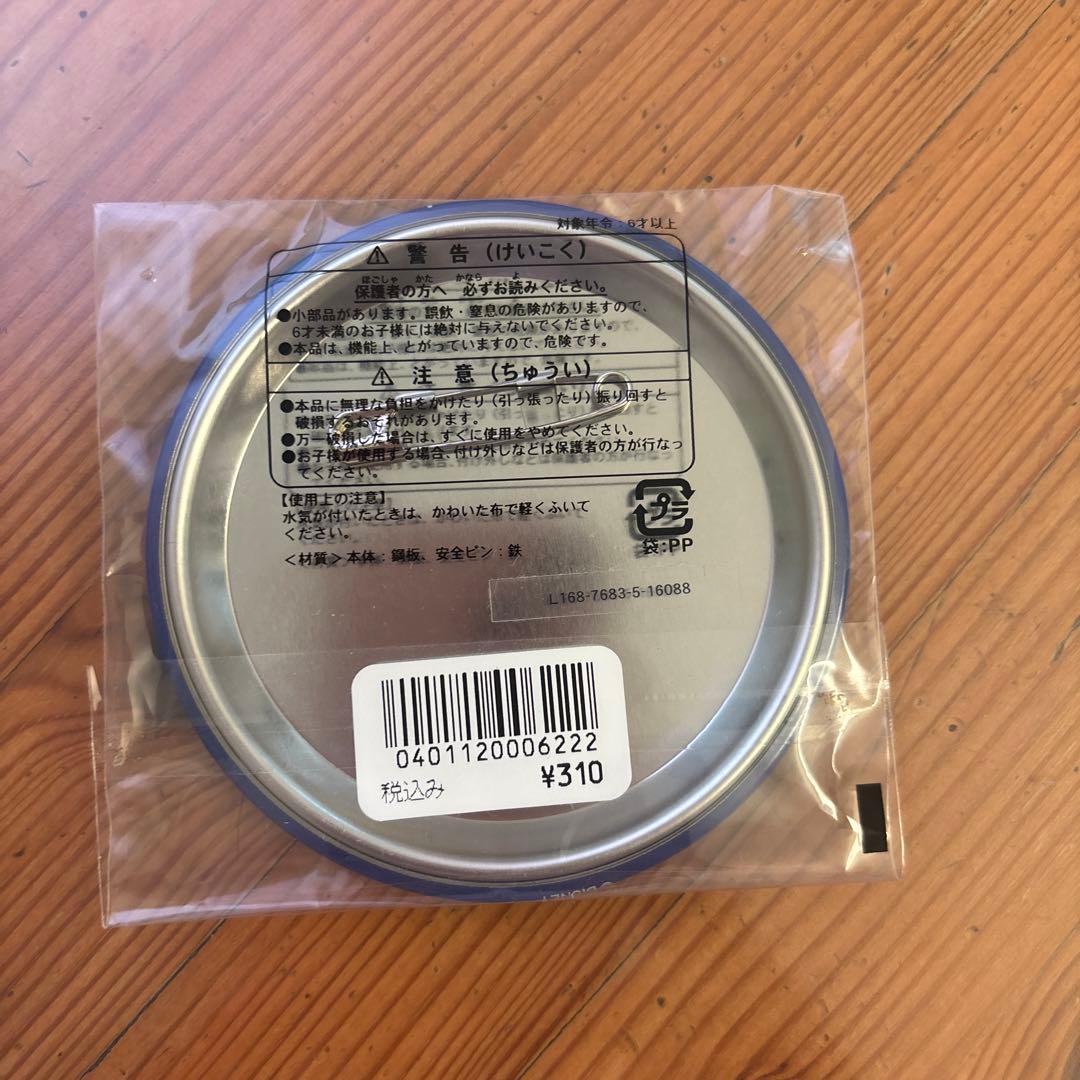 対象年令：6才以上
⚠ 警告（けいこく）
ほごしゃ かた かなら よ
保護者の方へ 必ずお読みください。
●小部品があります。誤飲・窒息の危険がありますので、
6才未満のお子様には絶対に与えないでください。
●本品は、機能上、とがっていますので、危険です。
⚠ 注意（ちゅうい）
●本品に無理な負担をかけたり（引っ張ったり）振り回すと
破損するおそれがあります。
●万一破損した場合は、すぐに使用をやめてください。
●お子様が使用する場合、付け外しなどは保護者の方が行なっ
てください。
【使用上の注意】
水気が付いたときは、かわいた布で軽くふいて
ください。
＜材質＞本体：鋼板、安全ピン：鉄
プラ
袋:PP
L168-7683-5-16088
0401120006222
税込み ¥310
DISNEY